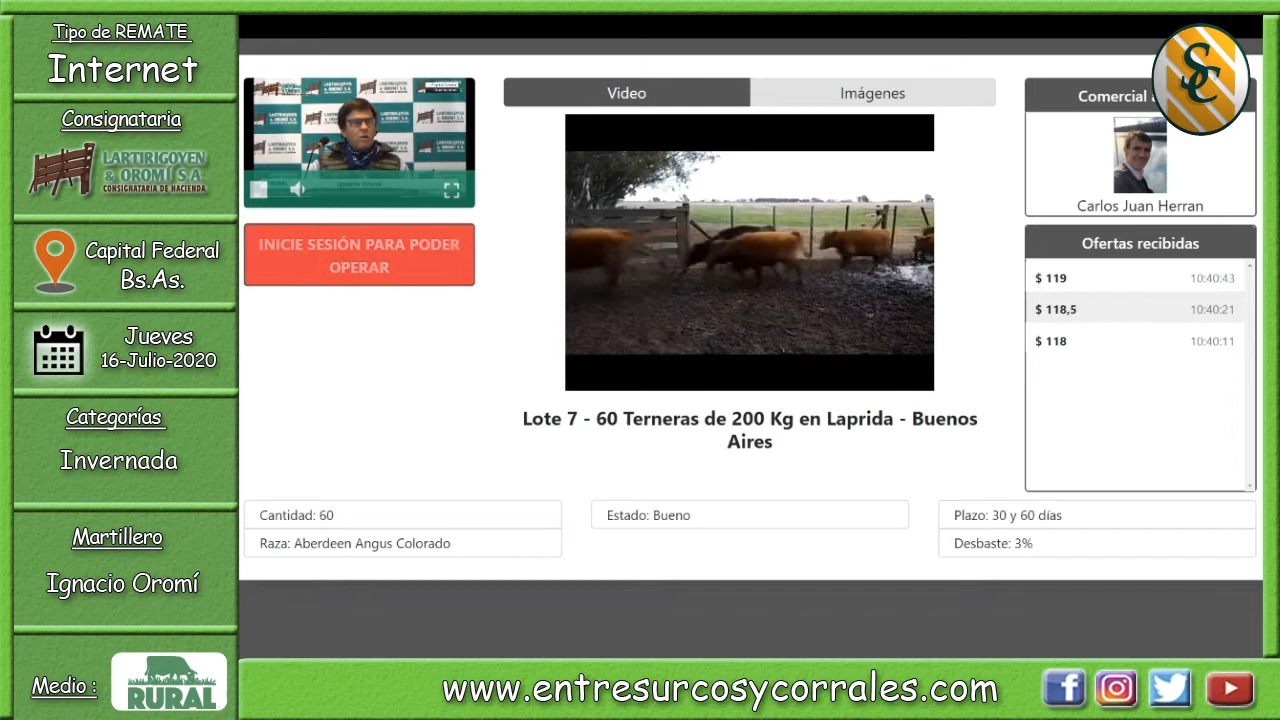 Tipo de REMATE
Internet
Consignataria
LARTIRIGOYEN
& OROMÍ S.A.
CONSIGNATARIA DE HACIENDA
Capital Federal
Bs.As.
Jueves
16-Julio-2020
Categorías
Invernada
Martillero
Ignacio Oromí
Medio :
RURAL
INICIE SESIÓN PARA PODER
OPERAR
Video
Imágenes
Lote 7 - 60 Terneras de 200 Kg en Laprida - Buenos
Aires
Comercial
SC
Carlos Juan Herran
Ofertas recibidas
$ 119 10:40:43
$ 118,5 10:40:21
$ 118 10:40:11
Cantidad: 60
Raza: Aberdeen Angus Colorado
Estado: Bueno
Plazo: 30 y 60 días
Desbaste: 3%
www.entresurcosycorrales.com